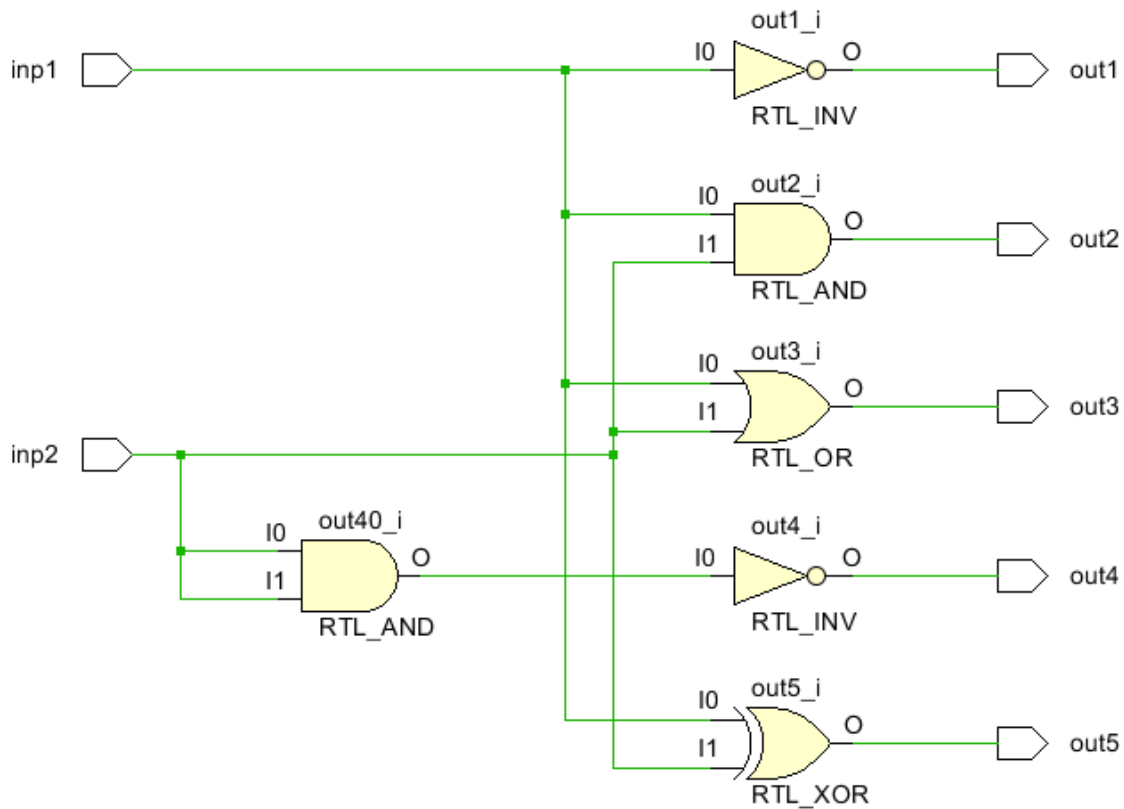 out1_i
inp1
I0
O
out1
RTL_INV
out2_i
I0
I1
O
out2
RTL_AND
out3_i
I0
I1
O
out3
RTL_OR
inp2
out40_i
I0
I1
O
RTL_AND
out4_i
I0
O
out4
RTL_INV
out5_i
I0
I1
O
out5
RTL_XOR